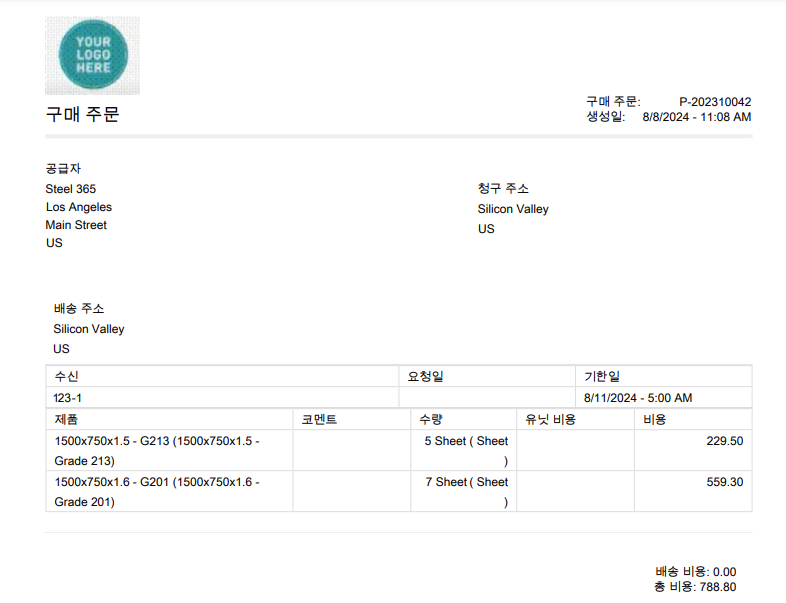 YOUR
LOGO
HERE
구매 주문
구매 주문: P-202310042
생성일: 8/8/2024 - 11:08 AM
공급자
Steel 365
Los Angeles
Main Street
US
청구 주소
Silicon Valley
US
배송 주소
Silicon Valley
US
수신 요청일 기한일
123-1 8/11/2024 - 5:00 AM
제품 코멘트 수량 유닛 비용 비용
1500x750x1.5 - G213 (1500x750x1.5 - 5 Sheet ( Sheet 229.50
Grade 213) )
1500x750x1.6 - G201 (1500x750x1.6 - 7 Sheet ( Sheet 559.30
Grade 201) )
배송 비용: 0.00
총 비용: 788.80